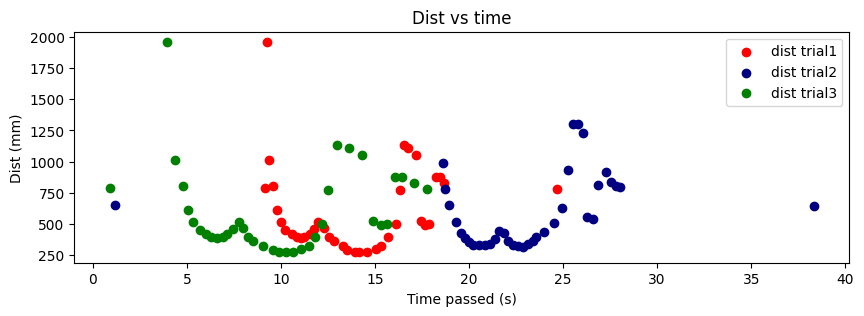 Dist vs time
Dist (mm)
2000
1750
1500
1250
1000
750
500
250
dist trial1
dist trial2
dist trial3
0 5 10 15 20 25 30 35 40
Time passed (s)